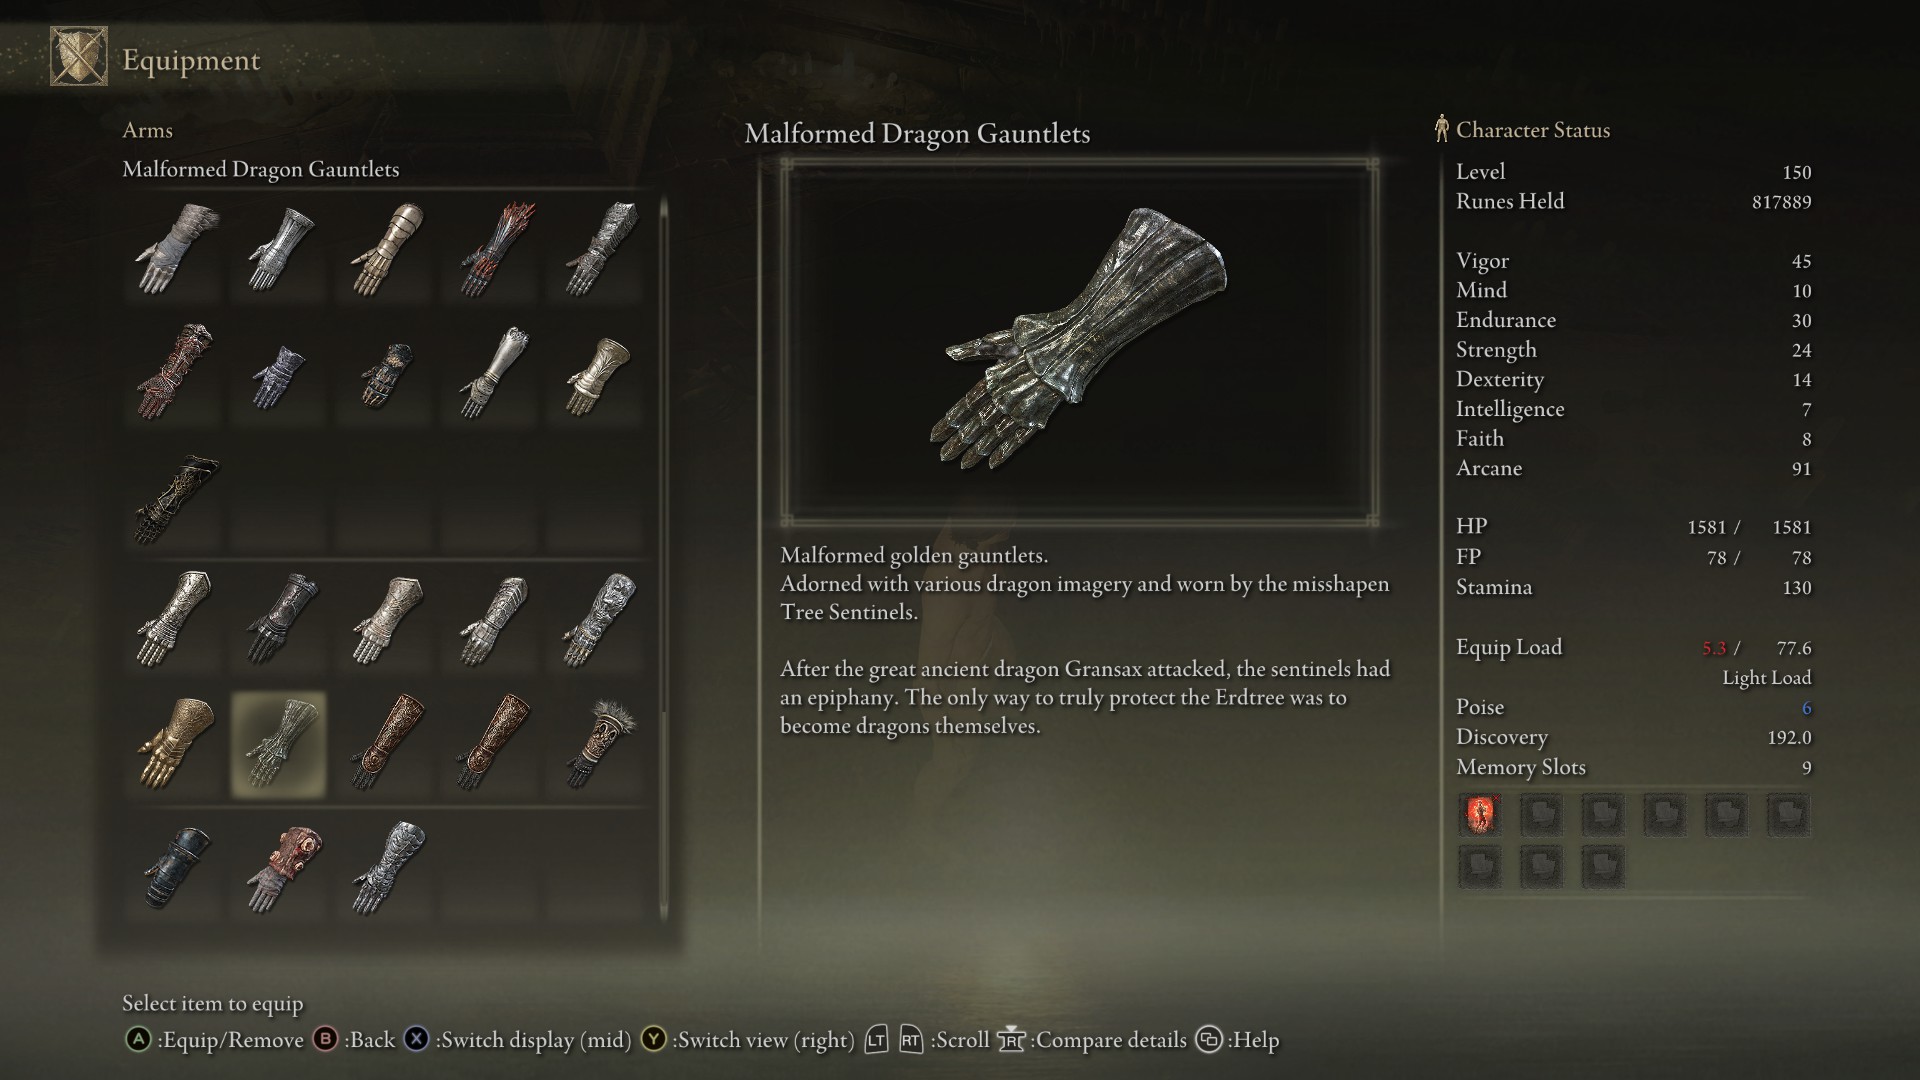 Equipment
Arms
Malformed Dragon Gauntlets
Malformed Dragon Gauntlets
Malformed golden gauntlets.
Adorned with various dragon imagery and worn by the misshapen
Tree Sentinels.
After the great ancient dragon Gransax attacked, the sentinels had
an epiphany. The only way to truly protect the Erdtree was to
become dragons themselves.
Character Status
Level 150
Runes Held 817889
Vigor 45
Mind 10
Endurance 30
Strength 24
Dexterity 14
Intelligence 7
Faith 8
Arcane 91
HP 1581 / 1581
FP 78 / 78
Stamina 130
Equip Load 5.3 / 77.6
Light Load
Poise 6
Discovery 192.0
Memory Slots 9
Select item to equip
A :Equip/Remove B :Back X :Switch display (mid) Y :Switch view (right) LT RT :Scroll R :Compare details :Help